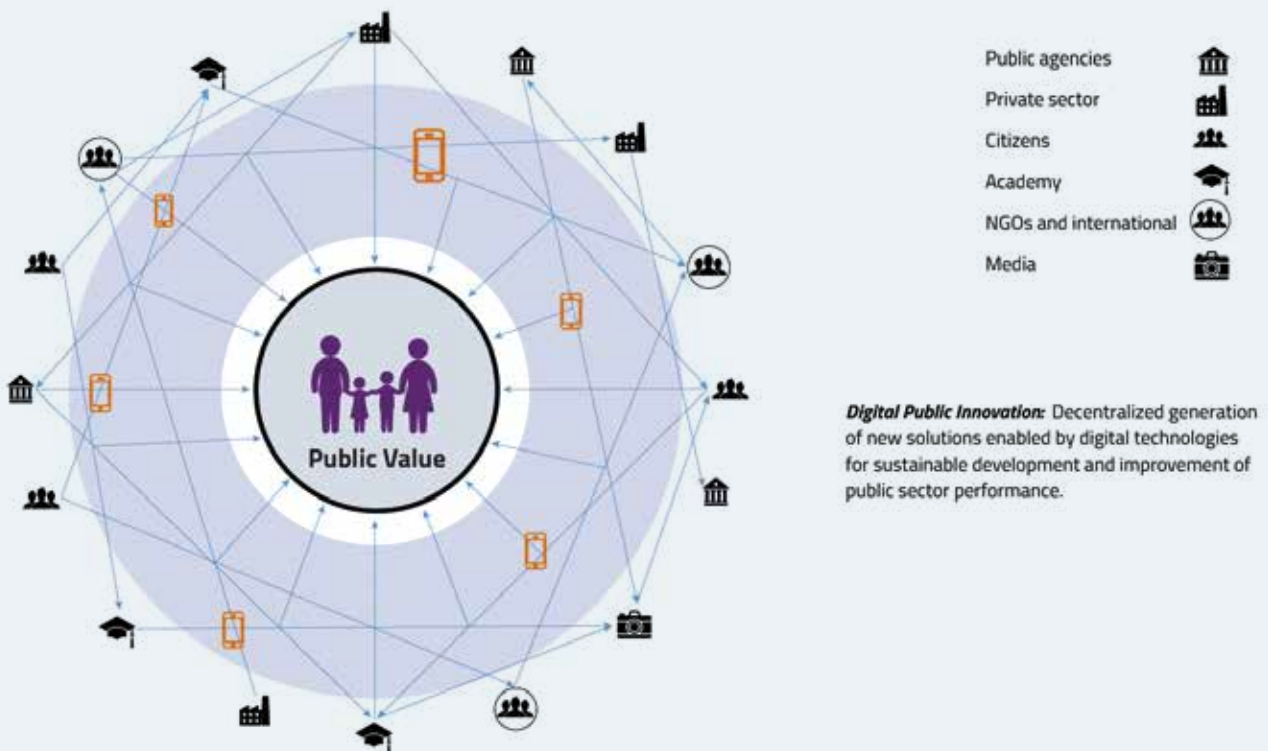 Public agencies
Private sector
Citizens
Academy
NGOs and international
Media
Public Value
Digital Public Innovation: Decentralized generation
of new solutions enabled by digital technologies
for sustainable development and improvement of
public sector performance.